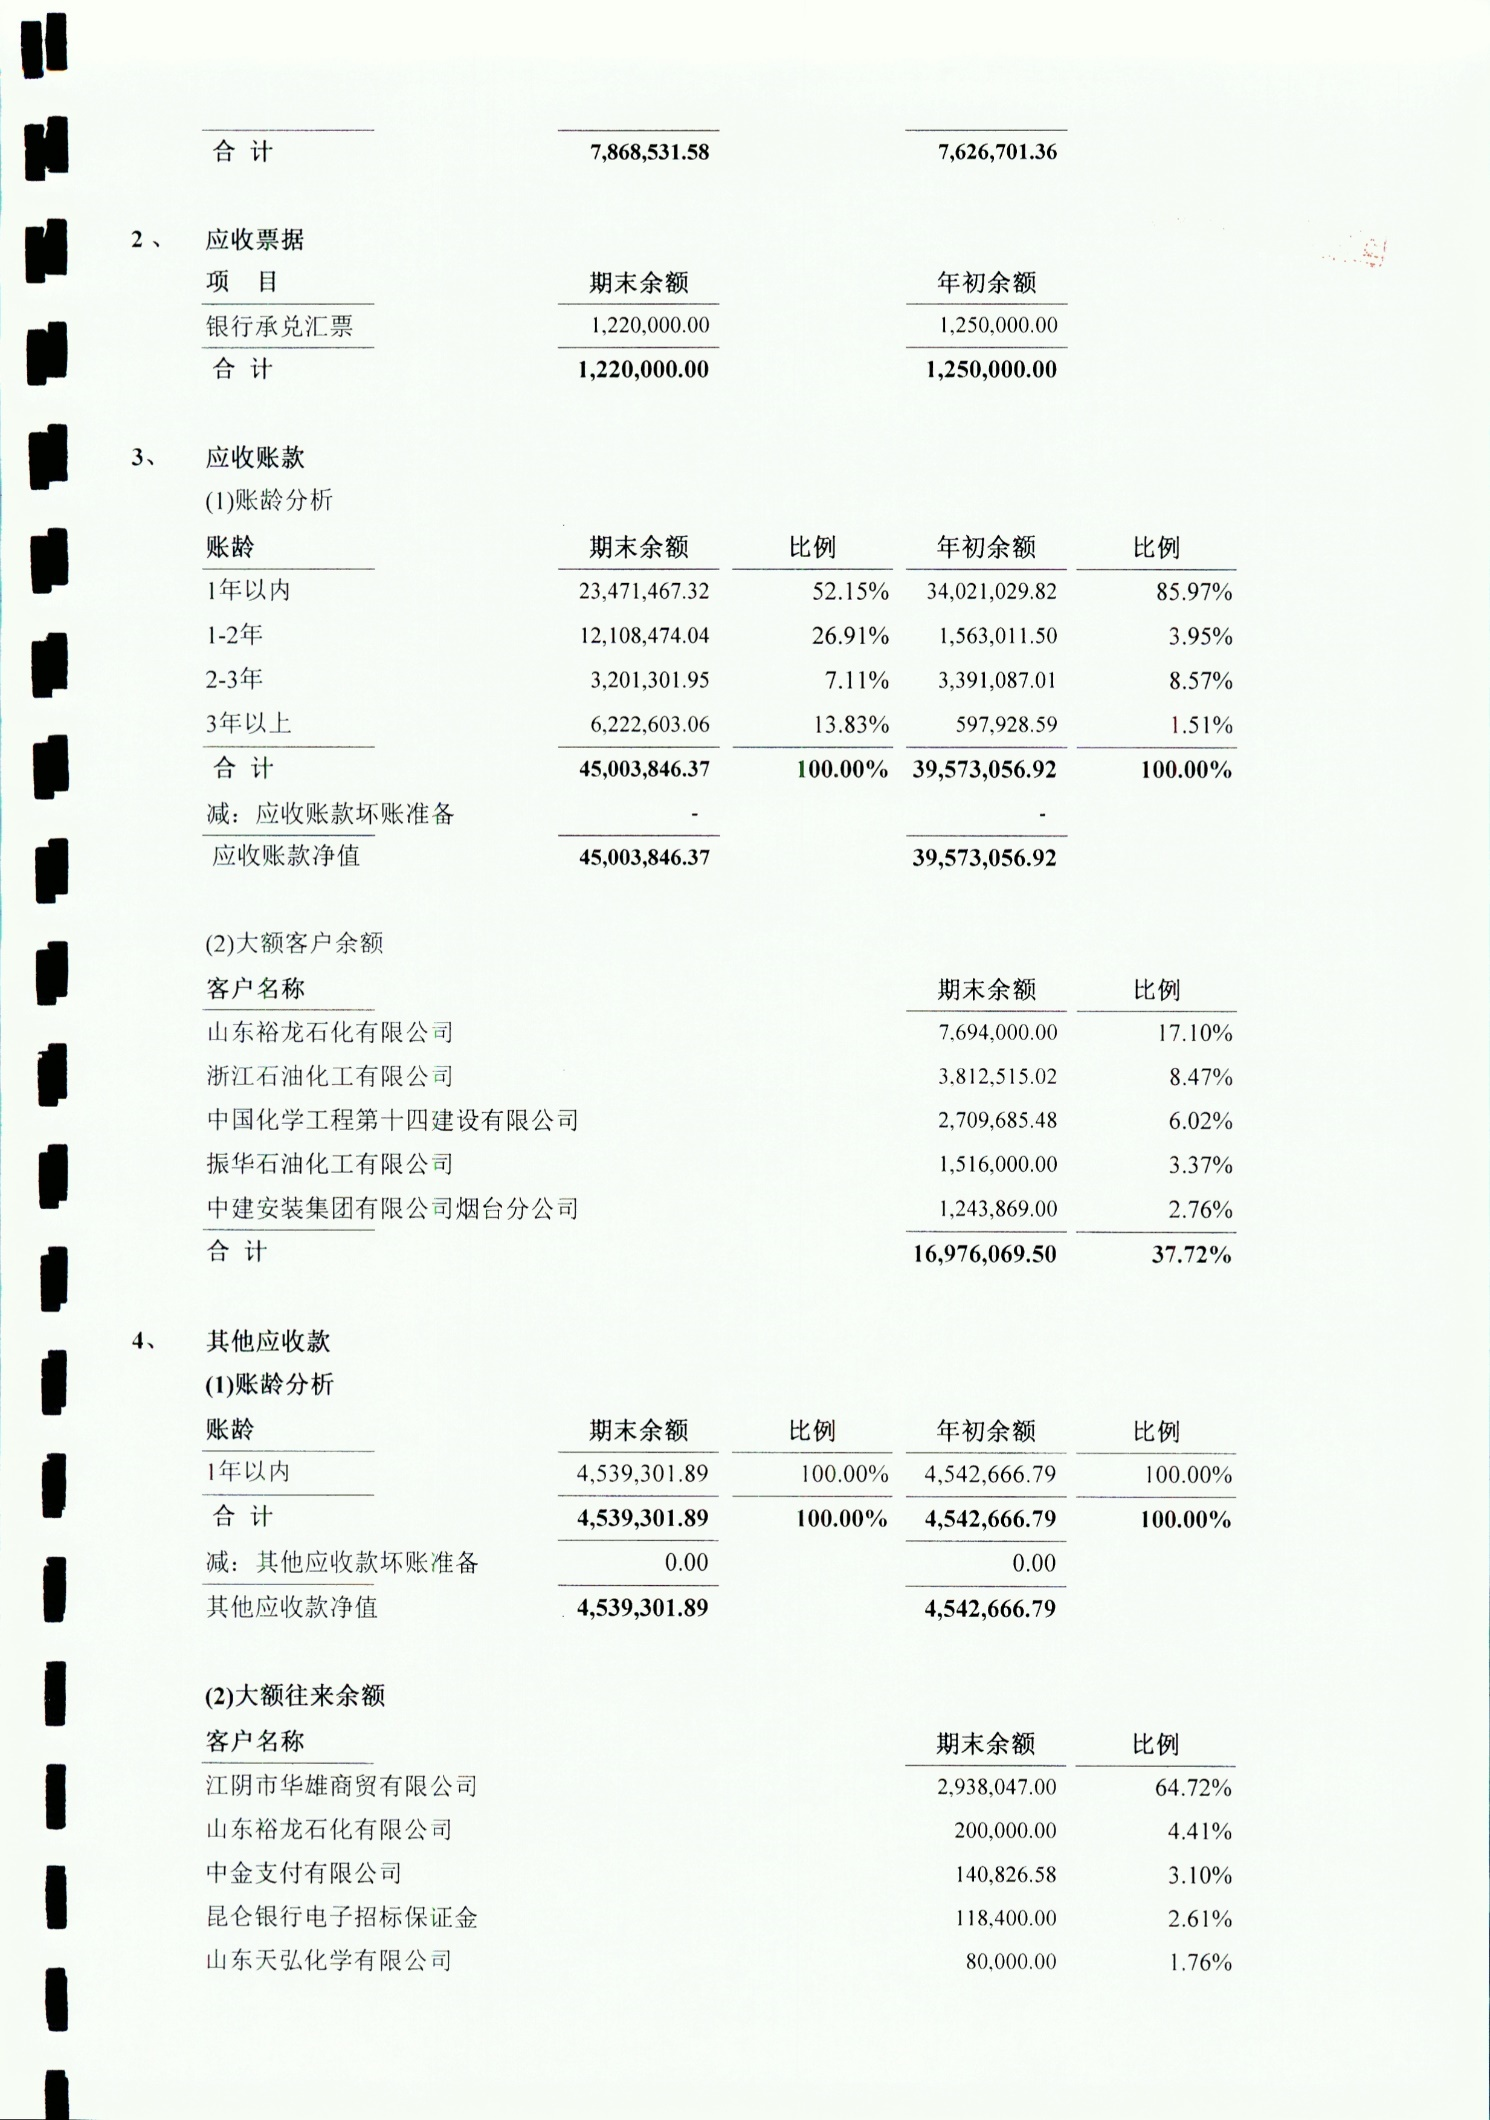 合 计 7,868,531.58 7,626,701.36
2、 应收票据
项 目 期末余额 年初余额
银行承兑汇票 1,220,000.00 1,250,000.00
合 计 1,220,000.00 1,250,000.00
3、 应收账款
(1)账龄分析
账龄 期末余额 比例 年初余额 比例
1年以内 23,471,467.32 52.15% 34,021,029.82 85.97%
1-2年 12,108,474.04 26.91% 1,563,011.50 3.95%
2-3年 3,201,301.95 7.11% 3,391,087.01 8.57%
3年以上 6,222,603.06 13.83% 597,928.59 1.51%
合 计 45,003,846.37 100.00% 39,573,056.92 100.00%
减：应收账款坏账准备 - -
应收账款净值 45,003,846.37 39,573,056.92
(2)大额客户余额
客户名称 期末余额 比例
山东裕龙石化有限公司 7,694,000.00 17.10%
浙江石油化工有限公司 3,812,515.02 8.47%
中国化学工程第十四建设有限公司 2,709,685.48 6.02%
振华石油化工有限公司 1,516,000.00 3.37%
中建安装集团有限公司烟台分公司 1,243,869.00 2.76%
合 计 16,976,069.50 37.72%
4、 其他应收款
(1)账龄分析
账龄 期末余额 比例 年初余额 比例
1年以内 4,539,301.89 100.00% 4,542,666.79 100.00%
合 计 4,539,301.89 100.00% 4,542,666.79 100.00%
减：其他应收款坏账准备 0.00 0.00
其他应收款净值 4,539,301.89 4,542,666.79
(2)大额往来余额
客户名称 期末余额 比例
江阴市华雄商贸有限公司 2,938,047.00 64.72%
山东裕龙石化有限公司 200,000.00 4.41%
中金支付有限公司 140,826.58 3.10%
昆仑银行电子招标保证金 118,400.00 2.61%
山东天弘化学有限公司 80,000.00 1.76%